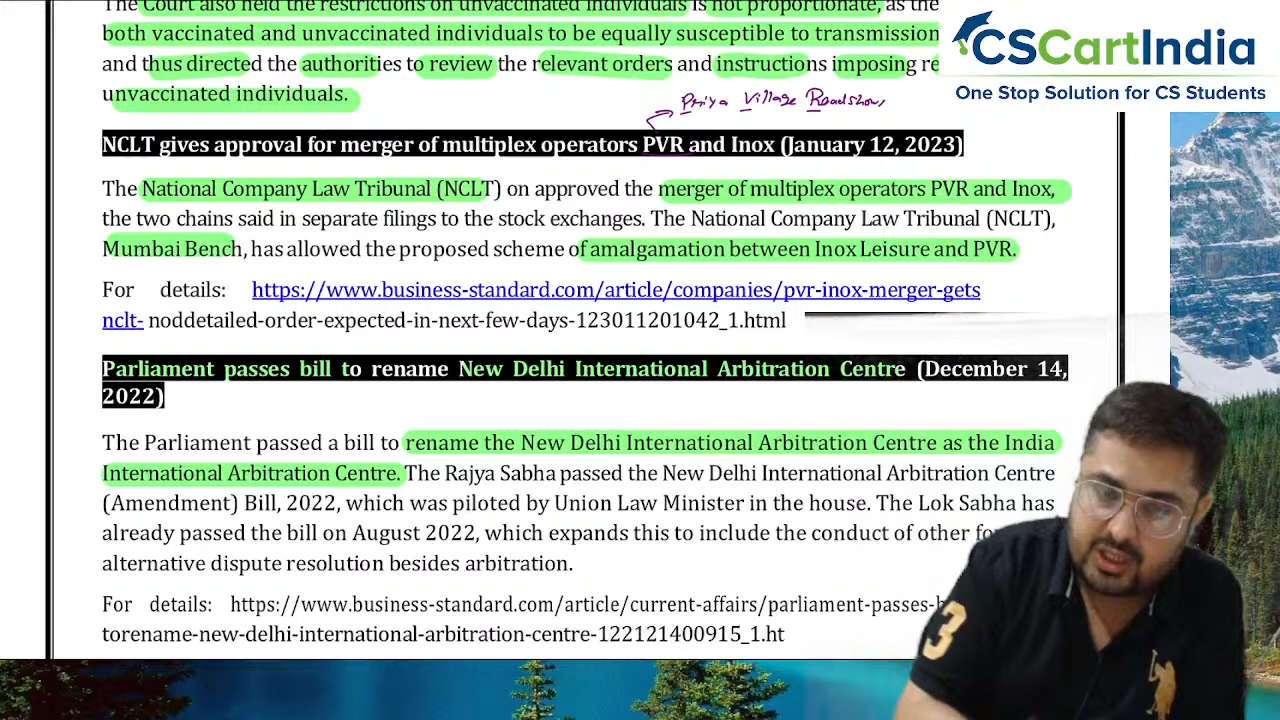 The Court also held the restrictions on unvaccinated individuals is not proportionate, as the
both vaccinated and unvaccinated individuals to be equally susceptible to transmission
and thus directed the authorities to review the relevant orders and instructions imposing re
unvaccinated individuals.
CSCartIndia
One Stop Solution for CS Students
Priya Village Roadshow
NCLT gives approval for merger of multiplex operators PVR and Inox (January 12, 2023)
The National Company Law Tribunal (NCLT) on approved the merger of multiplex operators PVR and Inox,
the two chains said in separate filings to the stock exchanges. The National Company Law Tribunal (NCLT),
Mumbai Bench, has allowed the proposed scheme of amalgamation between Inox Leisure and PVR.
For details: https://www.business-standard.com/article/companies/pvr-inox-merger-gets
nclt- noddetailed-order-expected-in-next-few-days-123011201042_1.html
Parliament passes bill to rename New Delhi International Arbitration Centre (December 14,
2022)
The Parliament passed a bill to rename the New Delhi International Arbitration Centre as the India
International Arbitration Centre. The Rajya Sabha passed the New Delhi International Arbitration Centre
(Amendment) Bill, 2022, which was piloted by Union Law Minister in the house. The Lok Sabha has
already passed the bill on August 2022, which expands this to include the conduct of other fo
alternative dispute resolution besides arbitration.
For details: https://www.business-standard.com/article/current-affairs/parliament-passes-b
torename-new-delhi-international-arbitration-centre-122121400915_1.ht
3